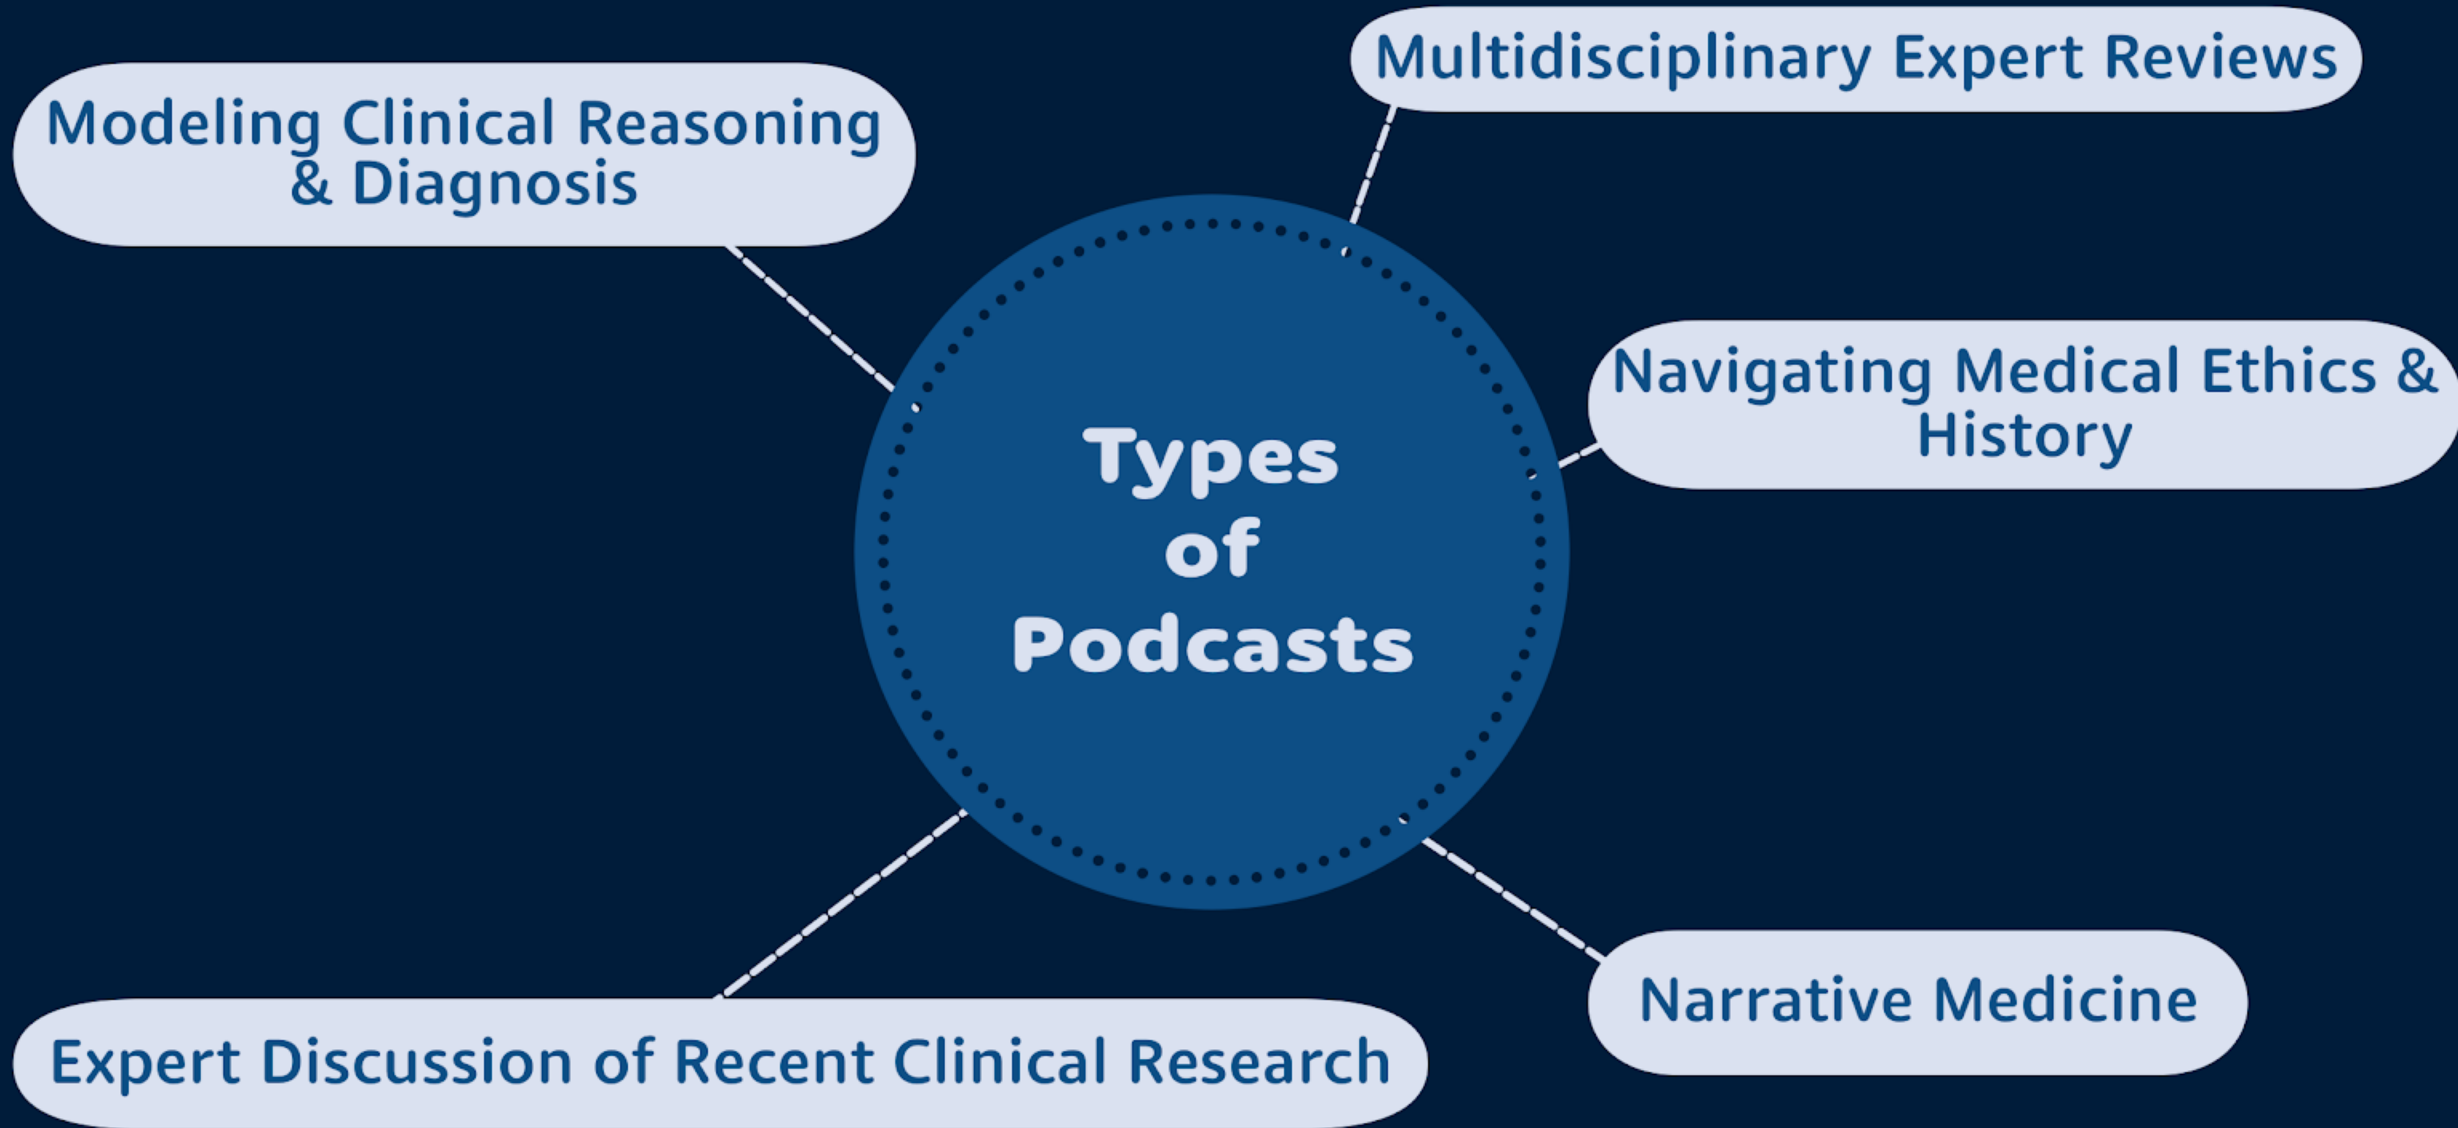 Modeling Clinical Reasoning
& Diagnosis
Multidisciplinary Expert Reviews
Navigating Medical Ethics &
History
Types
of
Podcasts
Narrative Medicine
Expert Discussion of Recent Clinical Research